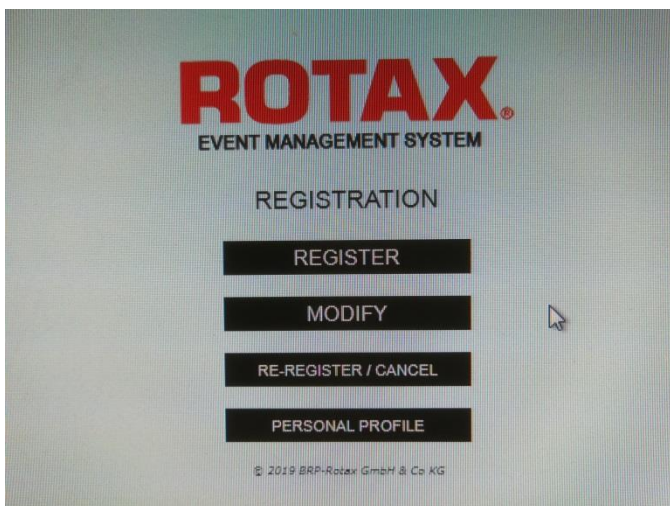 ROTAX®
EVENT MANAGEMENT SYSTEM
REGISTRATION
REGISTER
MODIFY
RE-REGISTER / CANCEL
PERSONAL PROFILE
© 2019 BRP-Rotax GmbH & Co KG